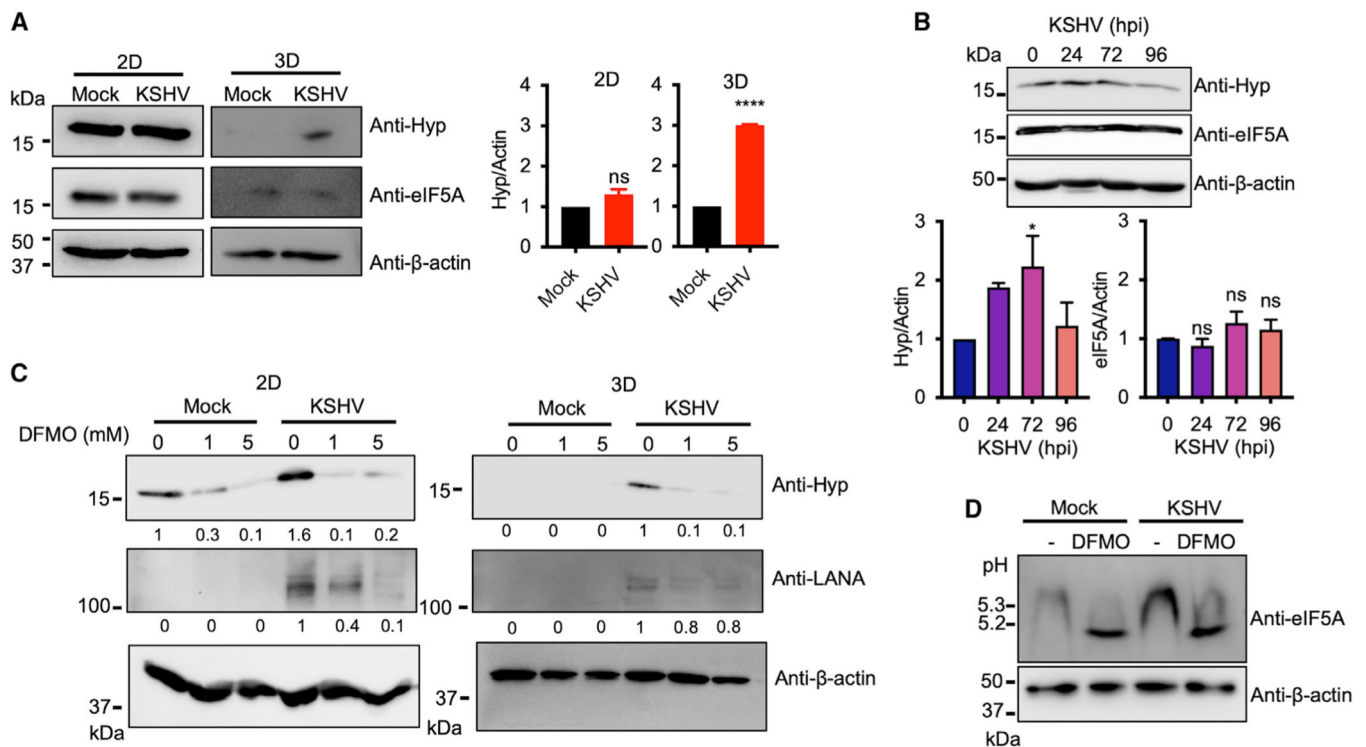 A
2D
3D
kDa
Mock KSHV
Mock KSHV
15
Anti-Hyp
15
Anti-eIF5A
50
37
Anti-β-actin
2D
3D
Hyp/Actin
4
3
2
1
0
ns
Mock
KSHV
4
3
2
1
0
****
Mock
KSHV
B
KSHV (hpi)
kDa 0 24 72 96
15
Anti-Hyp
15
Anti-eIF5A
50
Anti-β-actin
Hyp/Actin
3
2
1
0
*
0 24 72 96
KSHV (hpi)
eIF5A/Actin
3
2
1
0
ns ns ns
0 24 72 96
KSHV (hpi)
C
2D
3D
Mock KSHV
Mock KSHV
DFMO (mM) 0 1 5 0 1 5
0 1 5 0 1 5
15
15
Anti-Hyp
1 0.3 0.1 1.6 0.1 0.2
0 0 0 1 0.1 0.1
100
100
Anti-LANA
0 0 0 1 0.4 0.1
0 0 0 1 0.8 0.8
37
37
Anti-β-actin
kDa
kDa
D
Mock KSHV
- DFMO - DFMO
pH
5.3
5.2
Anti-eIF5A
50
37
Anti-β-actin
kDa